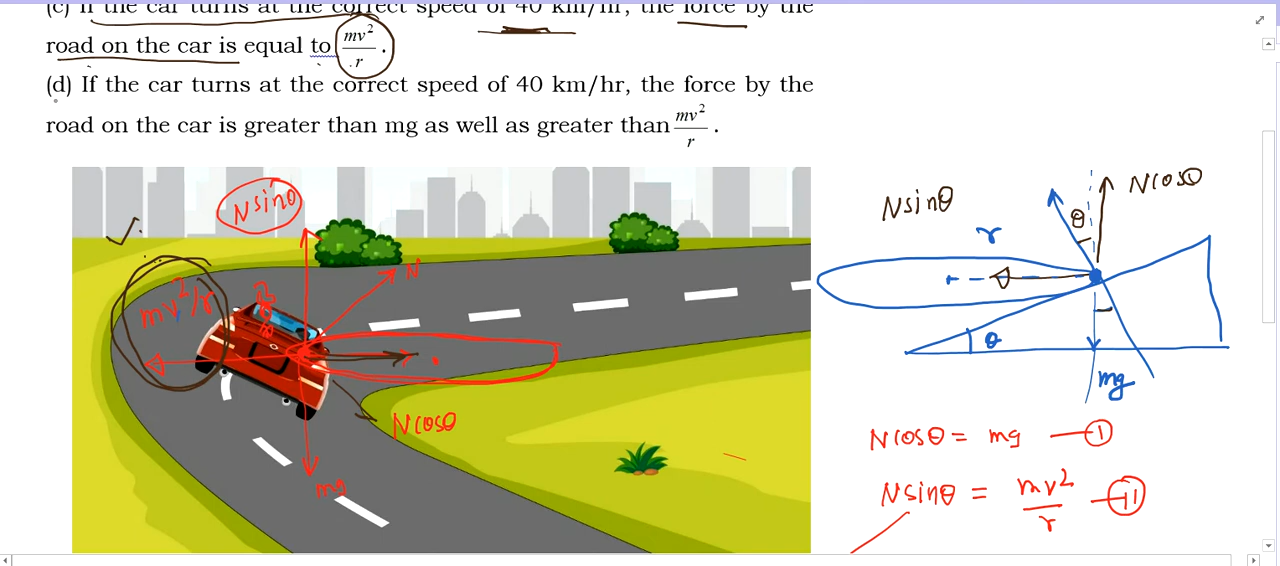 (c) If the car turns at the correct speed of 40 km/hr, the force by the
road on the car is equal to mv²/r .
(d) If the car turns at the correct speed of 40 km/hr, the force by the
road on the car is greater than mg as well as greater than mv²/r .
Nsinθ
N
mv²/r
Ncosθ
mg
Nsinθ
Ncosθ
θ
r
θ
mg
Ncosθ = mg — ①
Nsinθ = mv²/r — ⑪